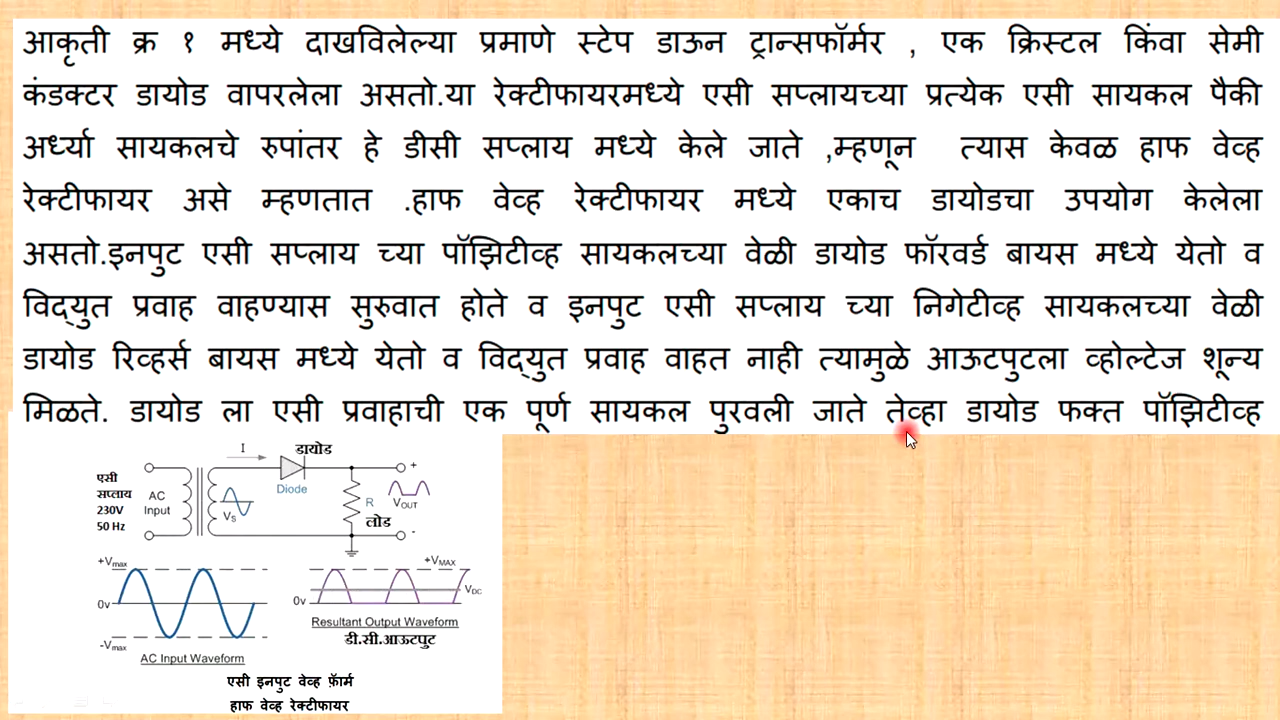 आकृती क्र १ मध्ये दाखविलेल्या प्रमाणे स्टेप डाऊन ट्रान्सफॉर्मर , एक क्रिस्टल किंवा सेमी
कंडक्टर डायोड वापरलेला असतो.या रेक्टीफायरमध्ये एसी सप्लायच्या प्रत्येक एसी सायकल पैकी
अर्ध्या सायकलचे रुपांतर हे डीसी सप्लाय मध्ये केले जाते ,म्हणून त्यास केवळ हाफ वेव्ह
रेक्टीफायर असे म्हणतात .हाफ वेव्ह रेक्टीफायर मध्ये एकाच डायोडचा उपयोग केलेला
असतो.इनपुट एसी सप्लाय च्या पॉझिटीव्ह सायकलच्या वेळी डायोड फॉरवर्ड बायस मध्ये येतो व
विद्युत प्रवाह वाहण्यास सुरुवात होते व इनपुट एसी सप्लाय च्या निगेटीव्ह सायकलच्या वेळी
डायोड रिव्हर्स बायस मध्ये येतो व विद्युत प्रवाह वाहत नाही त्यामुळे आऊटपुटला व्होल्टेज शून्य
मिळते. डायोड ला एसी प्रवाहाची एक पूर्ण सायकल पुरवली जाते तेव्हा डायोड फक्त पॉझिटीव्ह
I
डायोड
+
एसी
सप्लाय
230V
50 Hz
AC
Input
Vs
Diode
R
लोड
VOUT
-
+Vmax
0v
-Vmax
AC Input Waveform
+VMAX
VDC
0v
Resultant Output Waveform
डी.सी.आऊटपुट
एसी इनपुट वेव्ह फ़ॉर्म
हाफ वेव्ह रेक्टीफायर